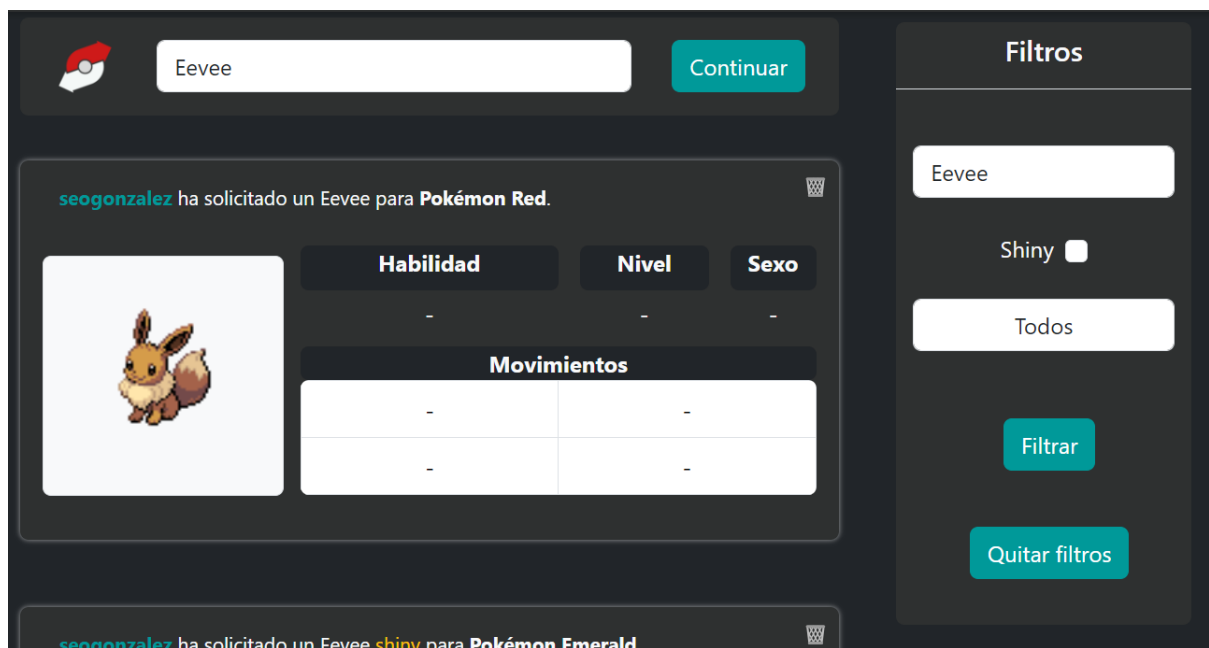 Eevee
Continuar
seogonzalez ha solicitado un Eevee para Pokémon Red.
Habilidad Nivel Sexo
- - -
Movimientos
- -
- -
seogonzalez ha solicitado un Eevee shiny para Pokémon Emerald.
Filtros
Eevee
Shiny
Todos
Filtrar
Quitar filtros